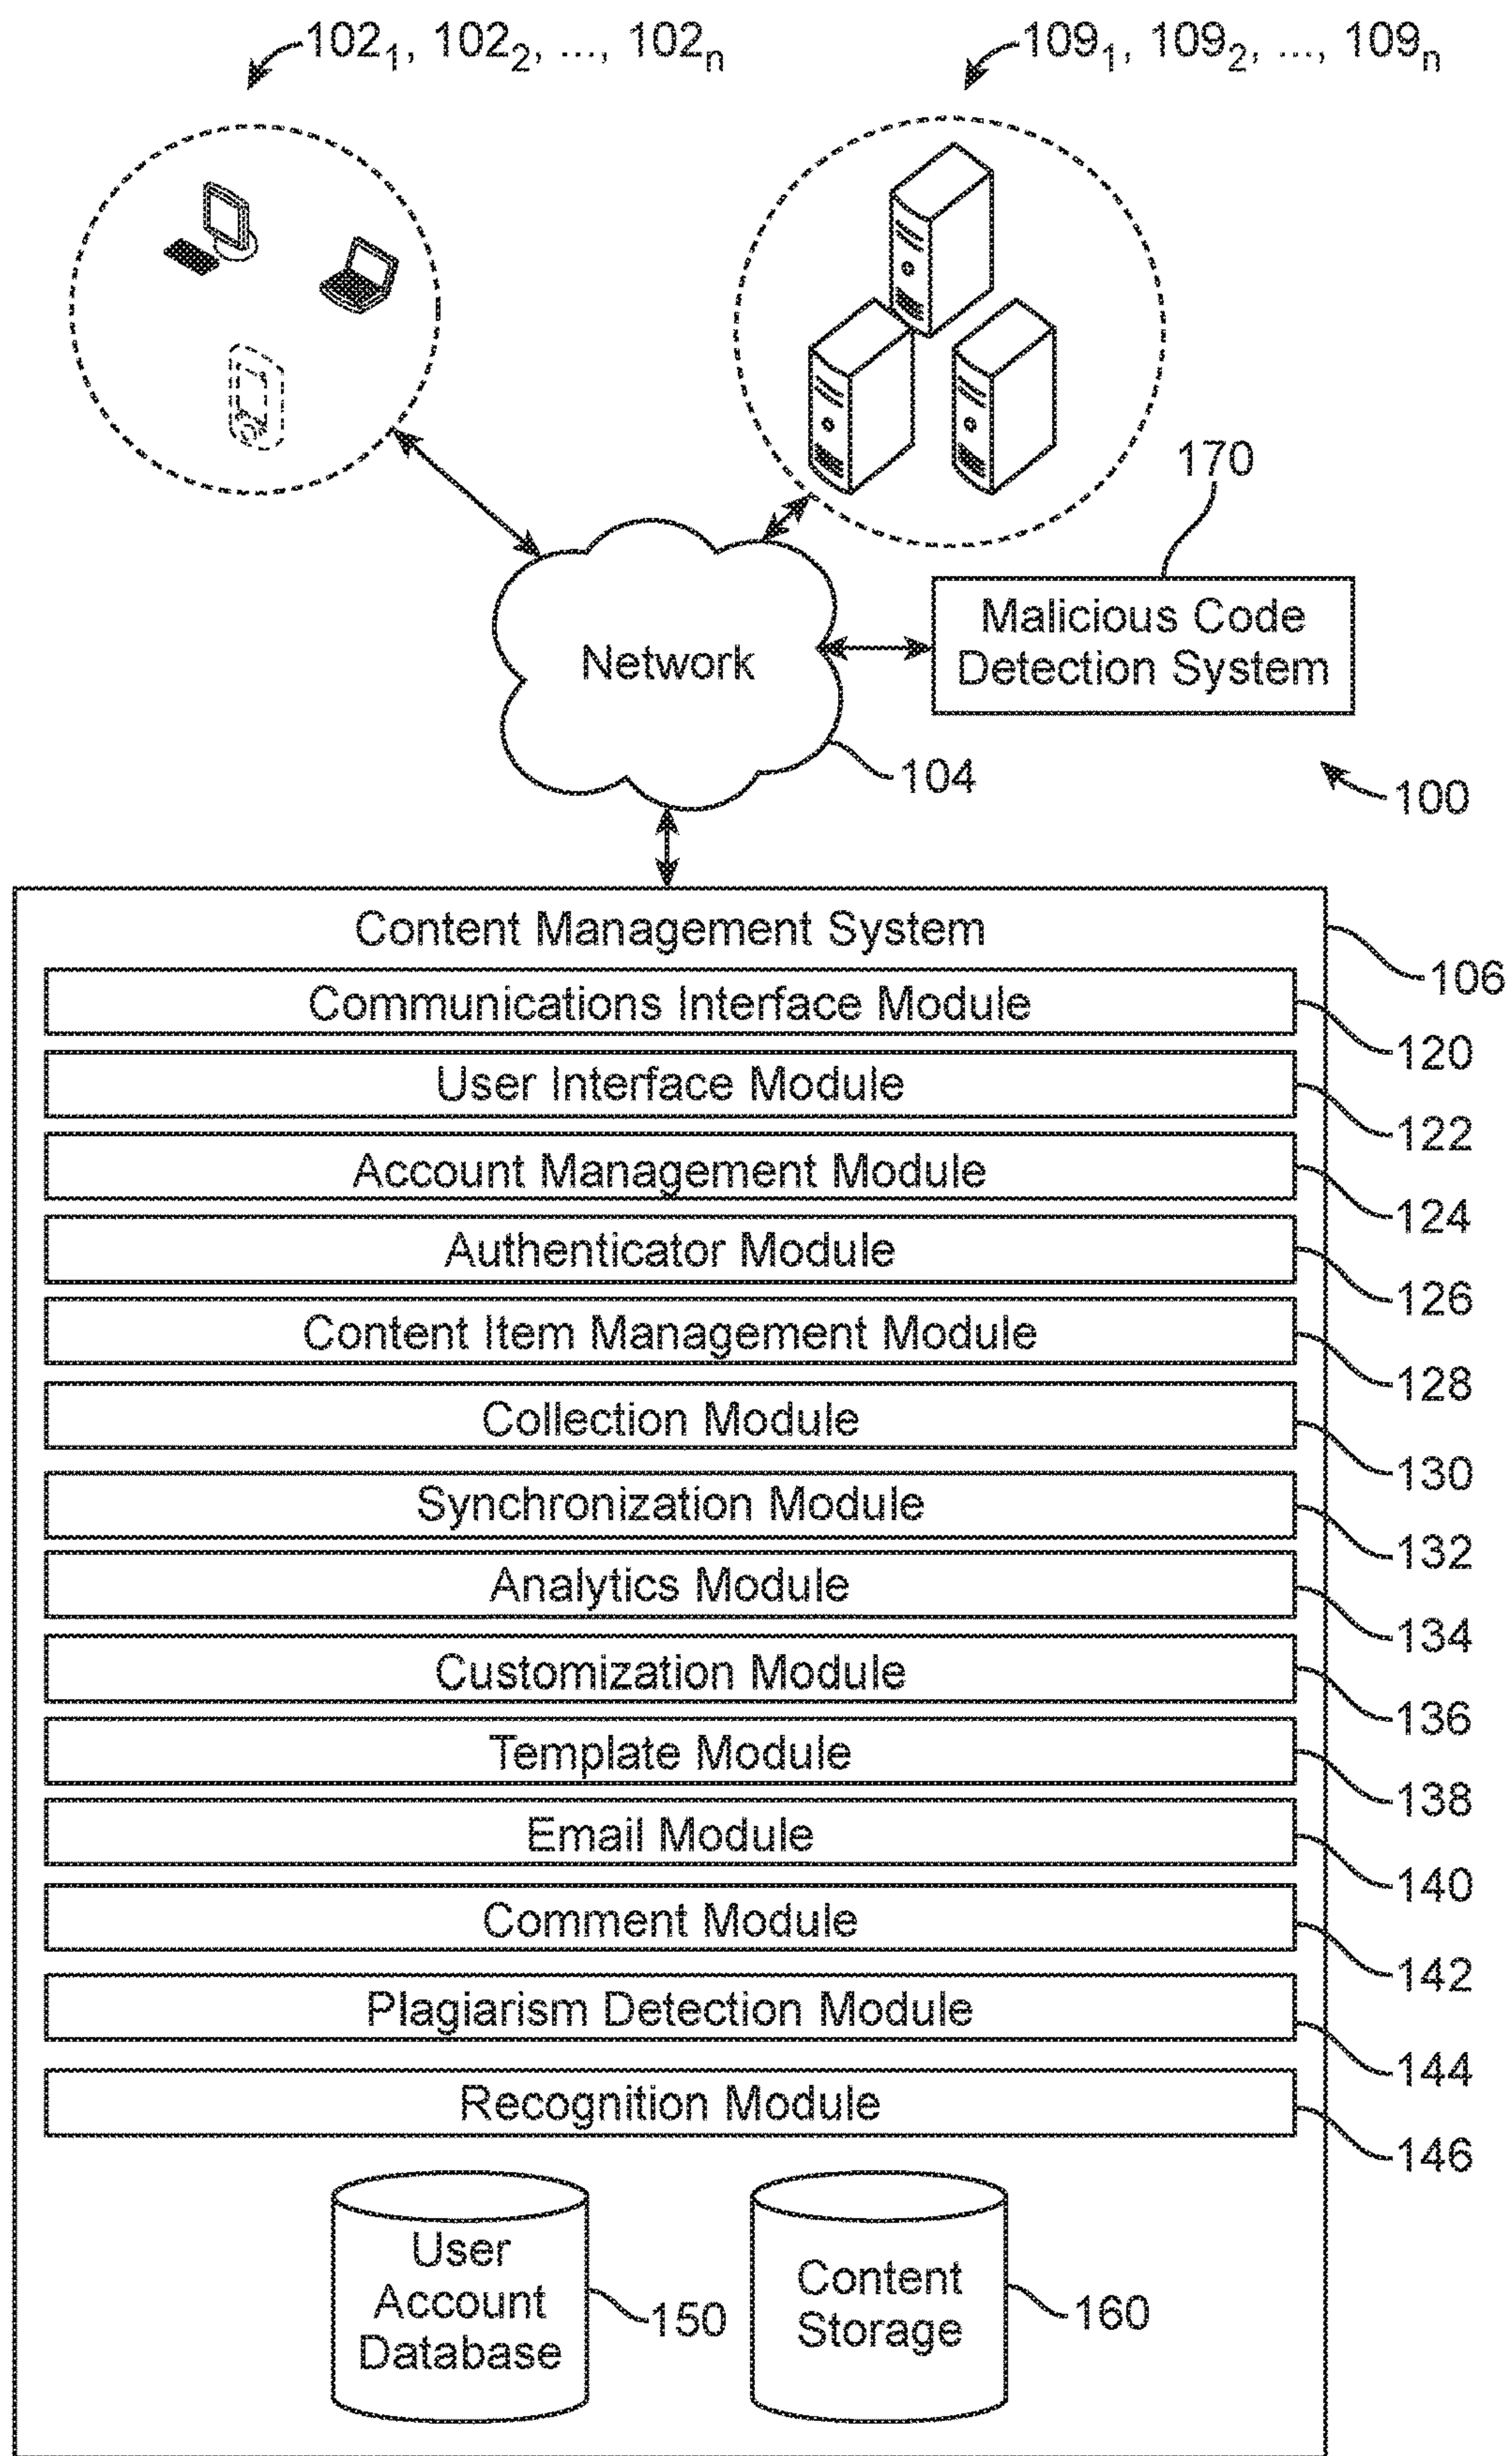 102₁, 102₂, ..., 102ₙ
109₁, 109₂, ..., 109ₙ
170
Malicious Code
Detection System
Network
104
100
Content Management System
106
Communications Interface Module
120
User Interface Module
122
Account Management Module
124
Authenticator Module
126
Content Item Management Module
128
Collection Module
130
Synchronization Module
132
Analytics Module
134
Customization Module
136
Template Module
138
Email Module
140
Comment Module
142
Plagiarism Detection Module
144
Recognition Module
146
User
Account
Database
150
Content
Storage
160